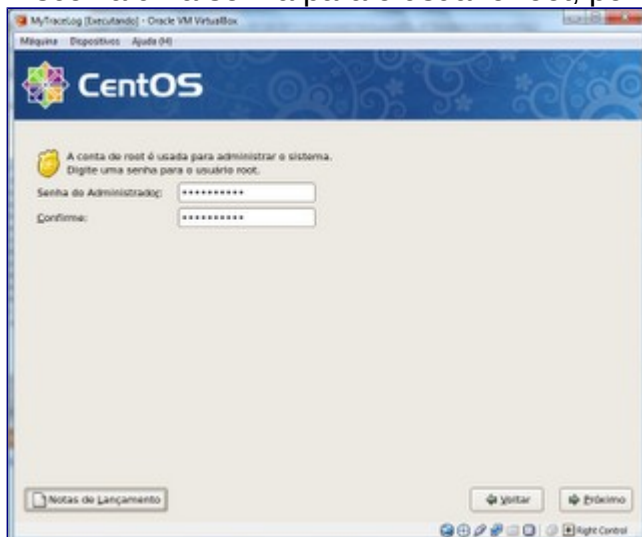 MyTraceLog [Executando] - Oracle VM VirtualBox
Máquina Dispositivos Ajuda (H)
CentOS
A conta de root é usada para administrar o sistema.
Digite uma senha para o usuário root.
Senha do Administrador:
••••••••••
Confirme:
••••••••••
Notas de Lançamento
Voltar
Próximo
Right Control